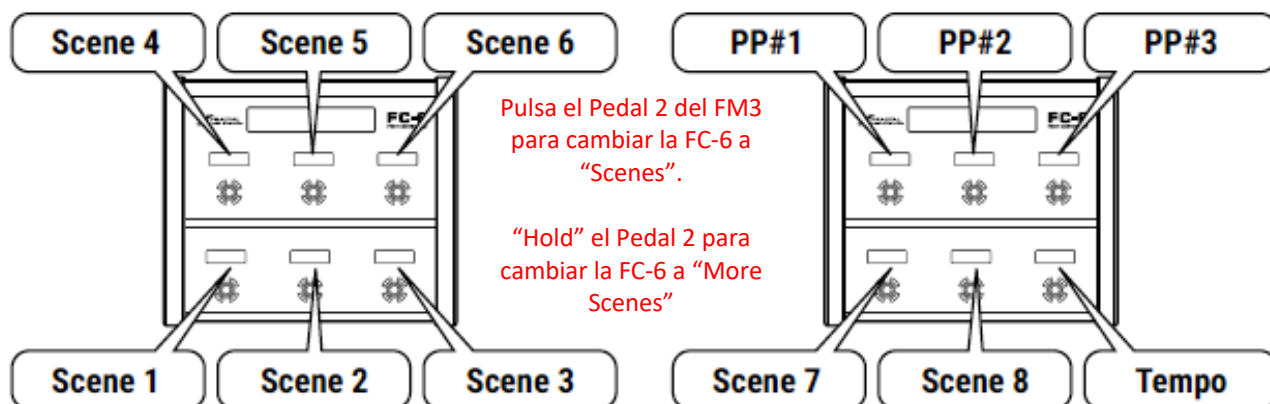 Scene 4
Scene 5
Scene 6
PP#1
PP#2
PP#3
FC-6
Pulsa el Pedal 2 del FM3
para cambiar la FC-6 a
“Scenes”.
“Hold” el Pedal 2 para
cambiar la FC-6 a “More
Scenes”
Scene 1
Scene 2
Scene 3
Scene 7
Scene 8
Tempo